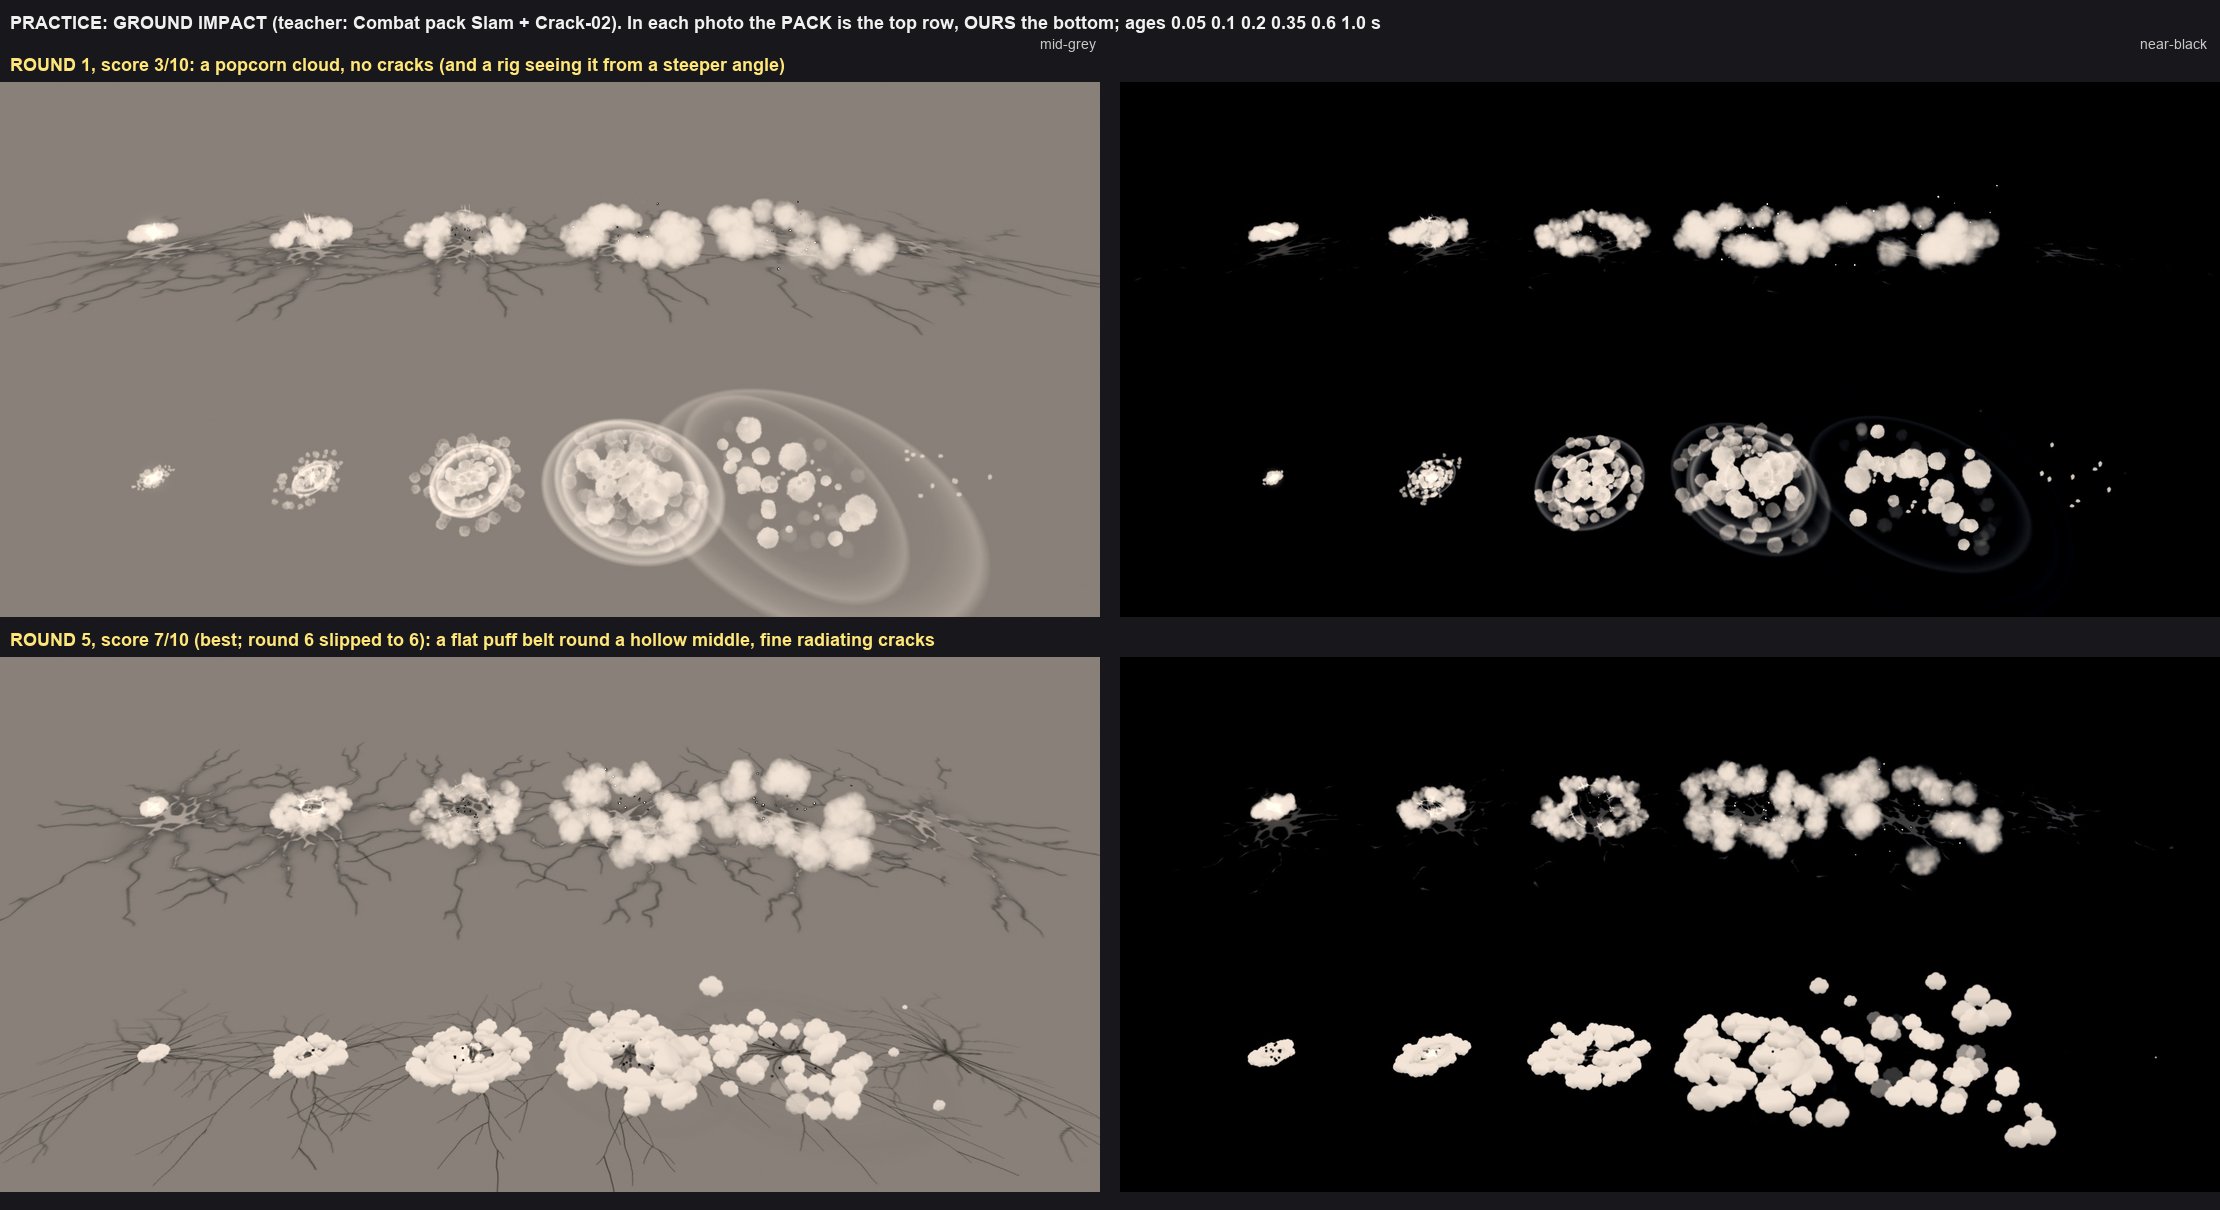 PRACTICE: GROUND IMPACT (teacher: Combat pack Slam + Crack-02). In each photo the PACK is the top row, OURS the bottom; ages 0.05 0.1 0.2 0.35 0.6 1.0 s
mid-grey
near-black
ROUND 1, score 3/10: a popcorn cloud, no cracks (and a rig seeing it from a steeper angle)
ROUND 5, score 7/10 (best; round 6 slipped to 6): a flat puff belt round a hollow middle, fine radiating cracks